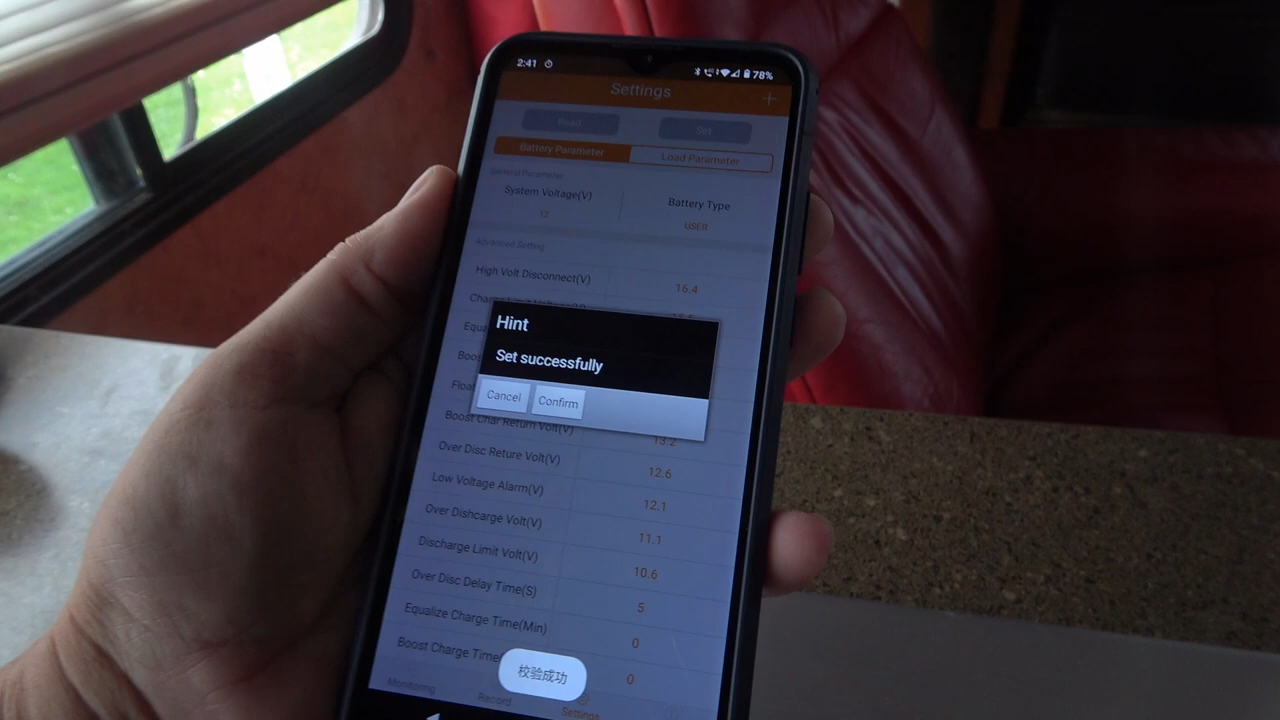 2:41 78%
Settings
Read Set
Battery Parameter Load Parameter
General Parameter
System Voltage(V) Battery Type
12 USER
Advanced Setting
High Volt Disconnect(V) 16.4
Hint
Set successfully
Cancel Confirm
Boost Char Return Volt(V) 13.2
Over Disc Reture Volt(V) 12.6
Low Voltage Alarm(V) 12.1
Over Dishcarge Volt(V) 11.1
Discharge Limit Volt(V) 10.6
Over Disc Delay Time(S) 5
Equalize Charge Time(Min) 0
Boost Charge Time 0
校验成功
Monitoring Record Settings